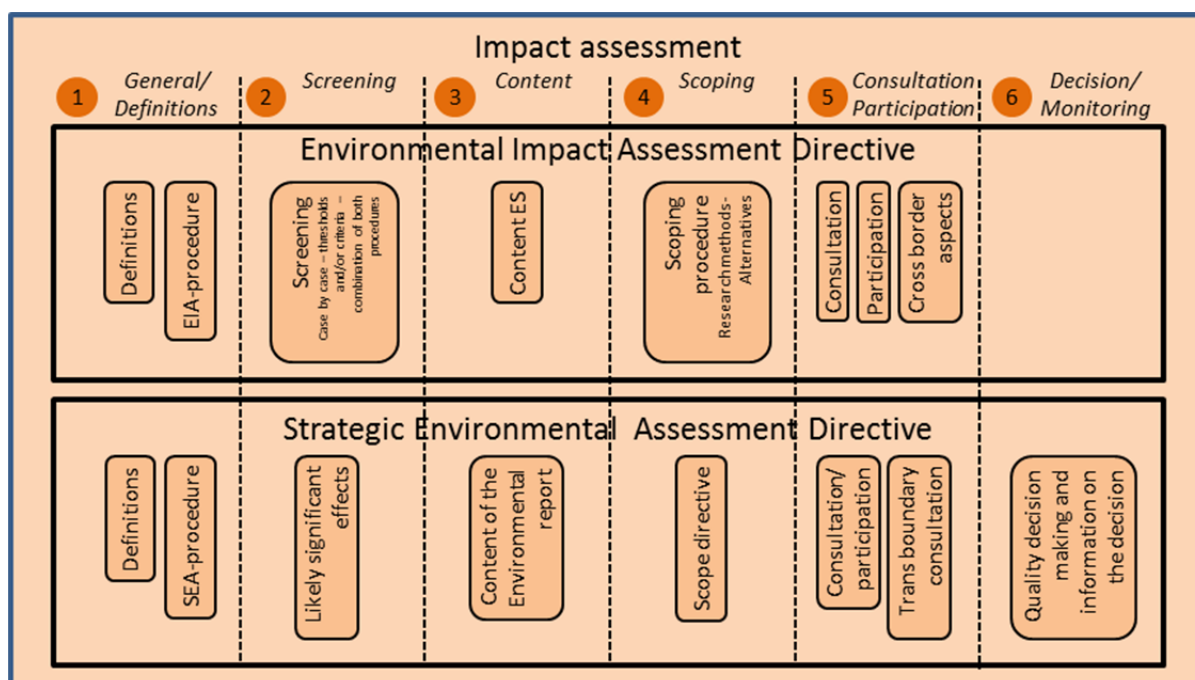 Impact assessment
1
General/
Definitions
2
Screening
3
Content
4
Scoping
5
Consultation
Participation
6
Decision/
Monitoring
Environmental Impact Assessment Directive
Definitions
EIA-procedure
Screening
Case by case – thresholds
and/or criteria –
combination of both
procedures
Content ES
Scoping
procedure
Researchmethods-
Alternatives
Consultation
Participation
Cross border
aspects
Strategic Environmental Assessment Directive
Definitions
SEA-procedure
Likely significant
effects
Content of the
Environmental
report
Scope directive
Consultation/
participation
Trans boundary
consultation
Quality decision
making and
information on
the decision